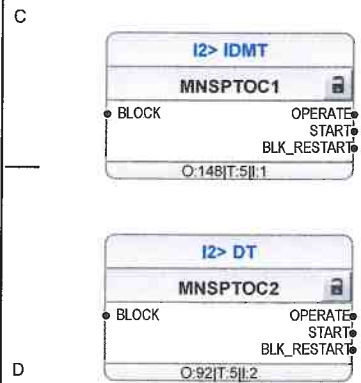 C
I2> IDMT
MNSPTOC1
BLOCK OPERATE
START
BLK_RESTART
O:148|T:5|I:1
I2> DT
MNSPTOC2
BLOCK OPERATE
START
BLK_RESTART
D
O:92|T:5|I:2